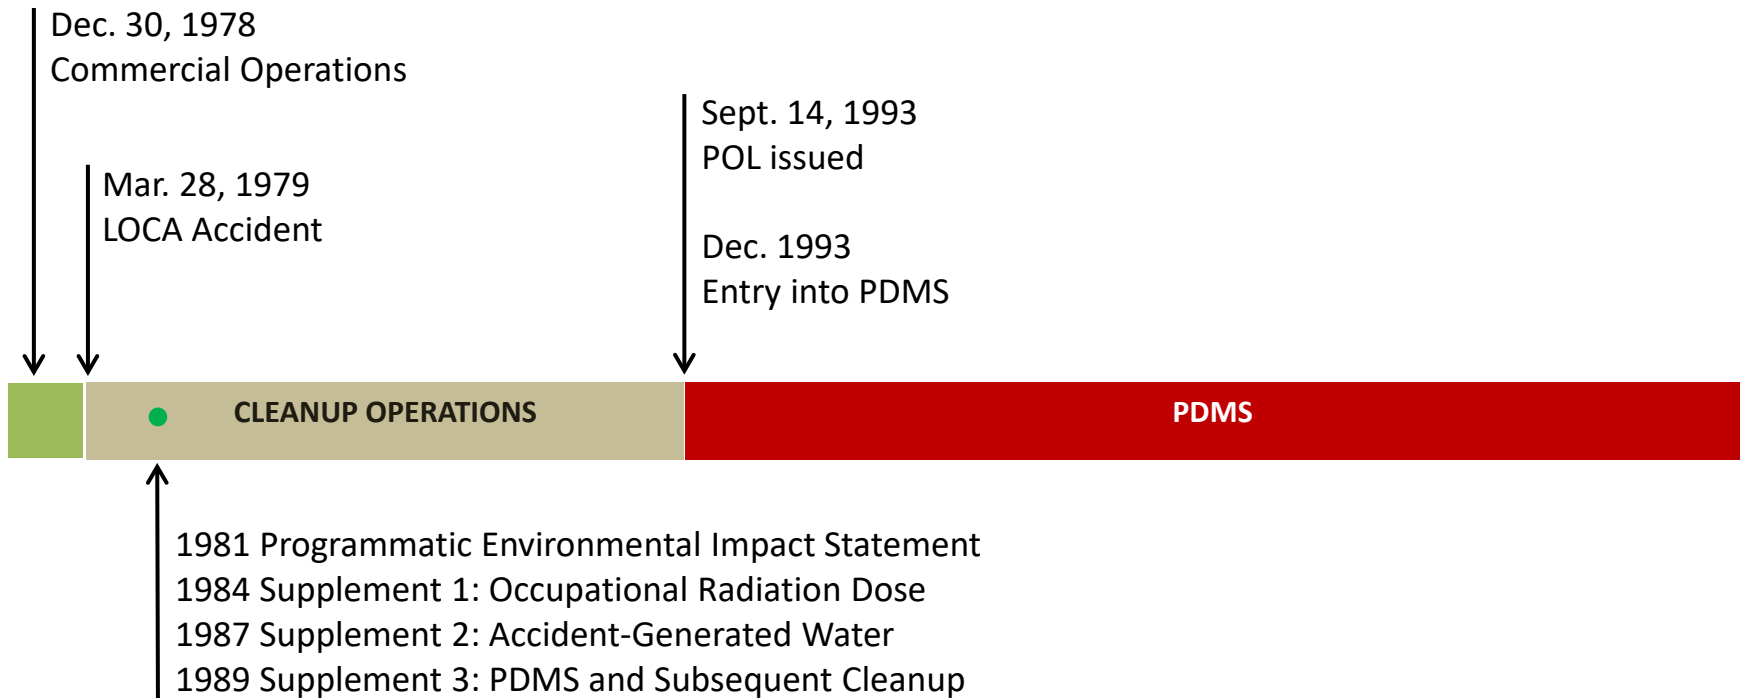 Dec. 30, 1978
Commercial Operations
Mar. 28, 1979
LOCA Accident
Sept. 14, 1993
POL issued
Dec. 1993
Entry into PDMS
CLEANUP OPERATIONS
PDMS
1981 Programmatic Environmental Impact Statement
1984 Supplement 1: Occupational Radiation Dose
1987 Supplement 2: Accident-Generated Water
1989 Supplement 3: PDMS and Subsequent Cleanup